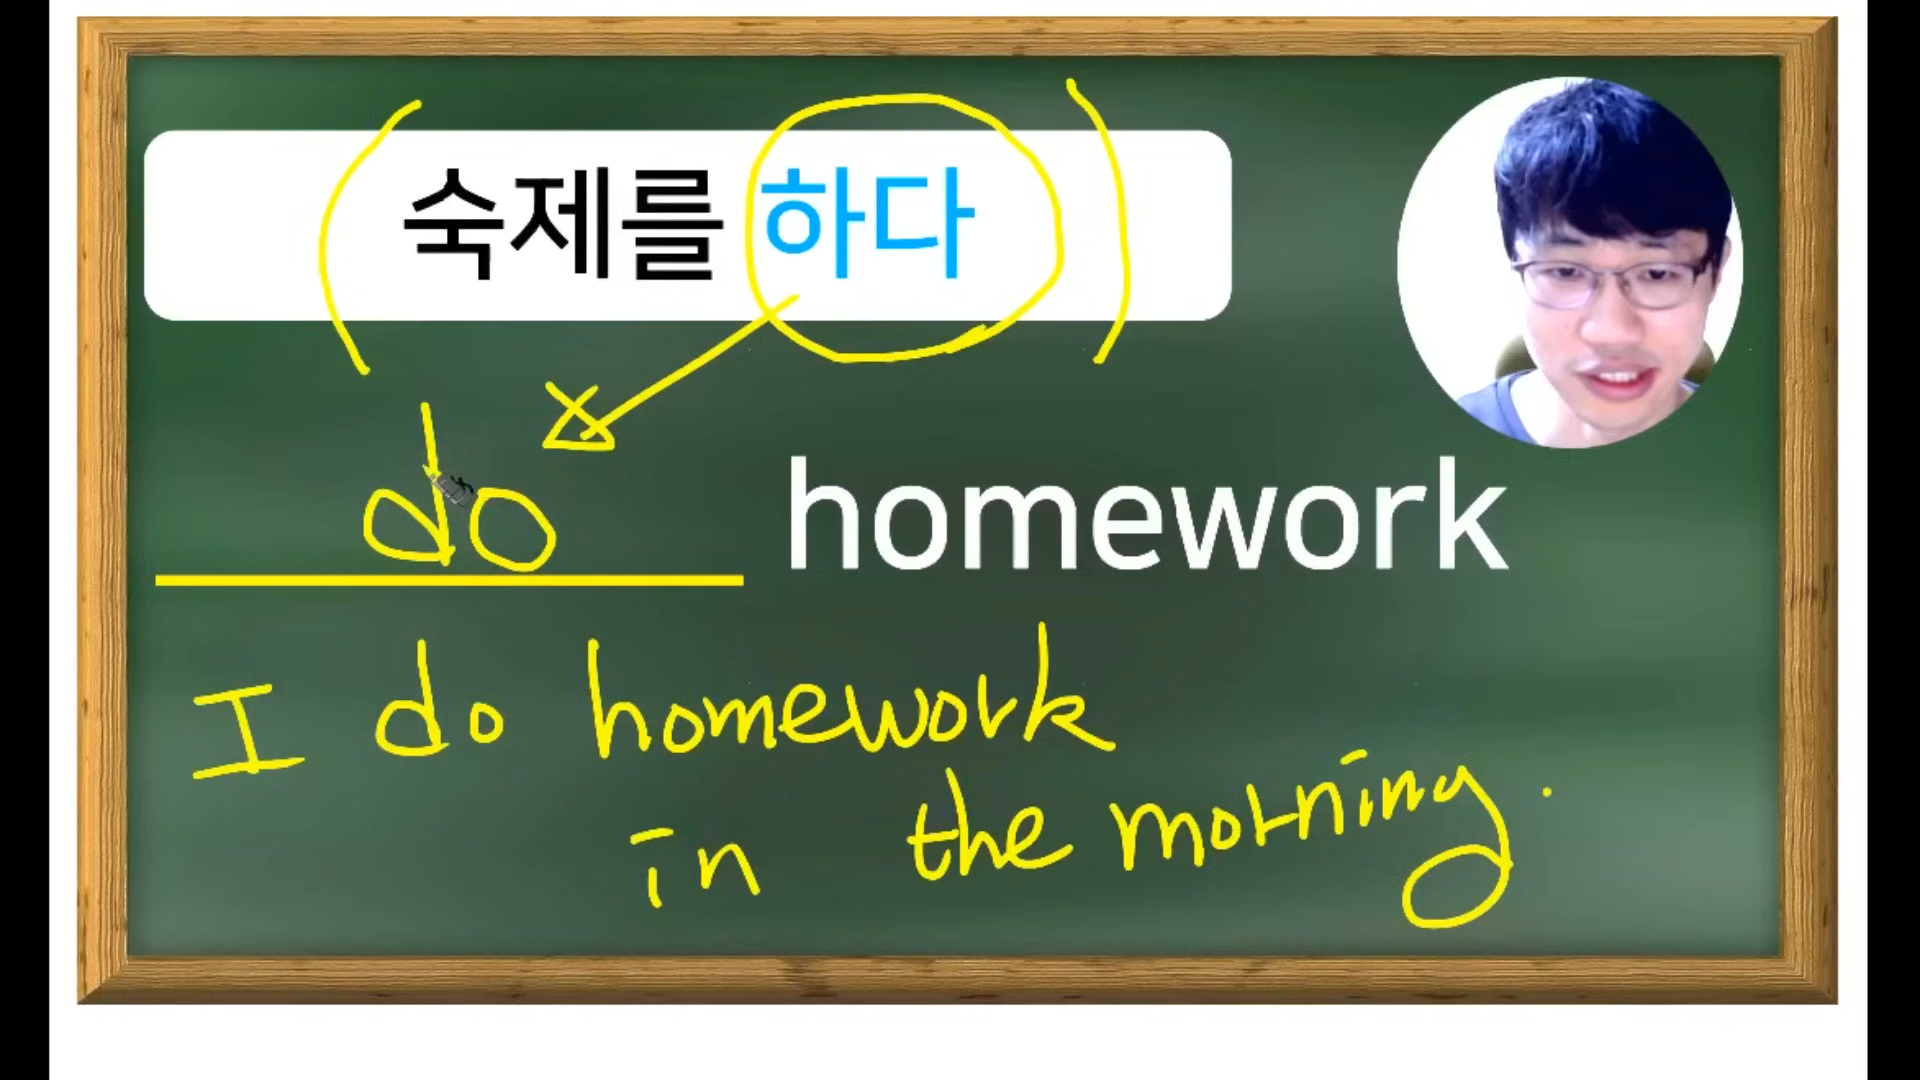 숙제를 하다
do homework
I do homework
in the morning.